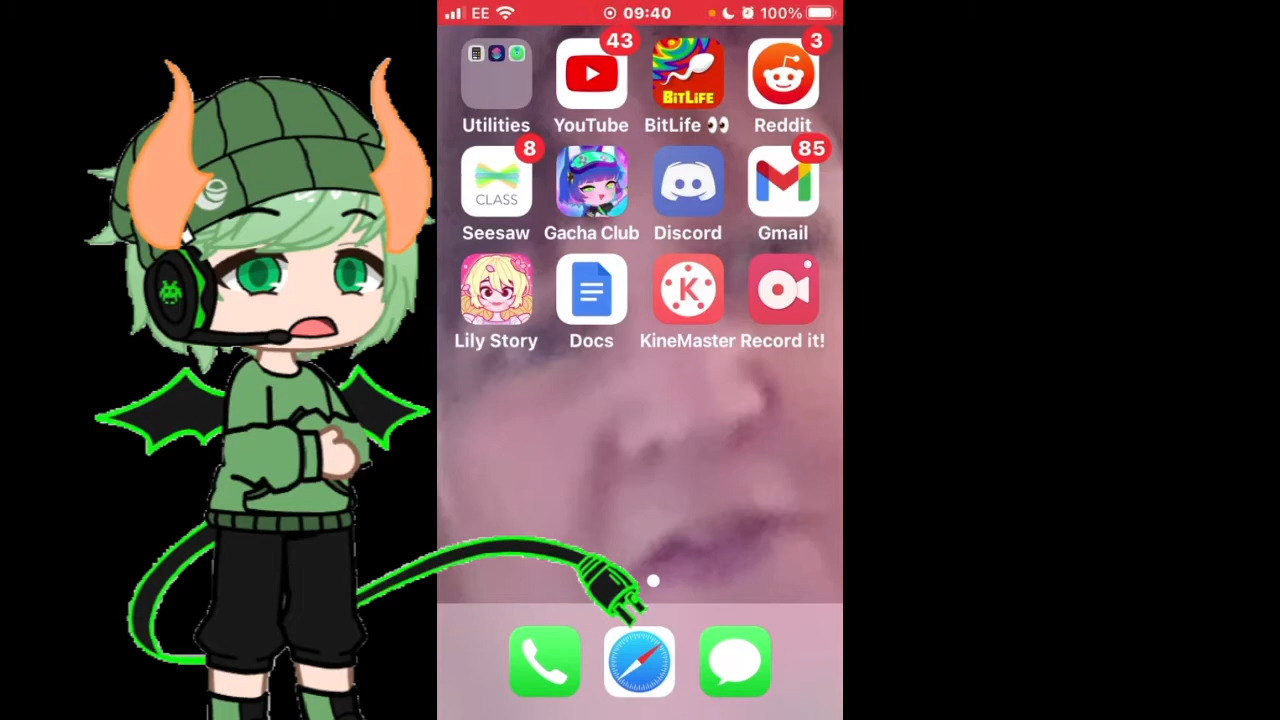 EE 09:40 100%
43 3
BiTLiFE
Utilities YouTube BitLife 👀 Reddit
8 85
CLASS
Seesaw Gacha Club Discord Gmail
K
Lily Story Docs KineMaster Record it!